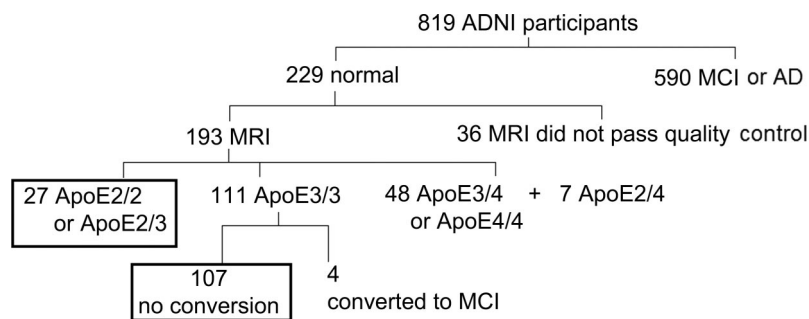 819 ADNI participants
229 normal
590 MCI or AD
193 MRI
36 MRI did not pass quality control
27 ApoE2/2
or ApoE2/3
111 ApoE3/3
48 ApoE3/4
or ApoE4/4
+ 7 ApoE2/4
107
no conversion
4
converted to MCI